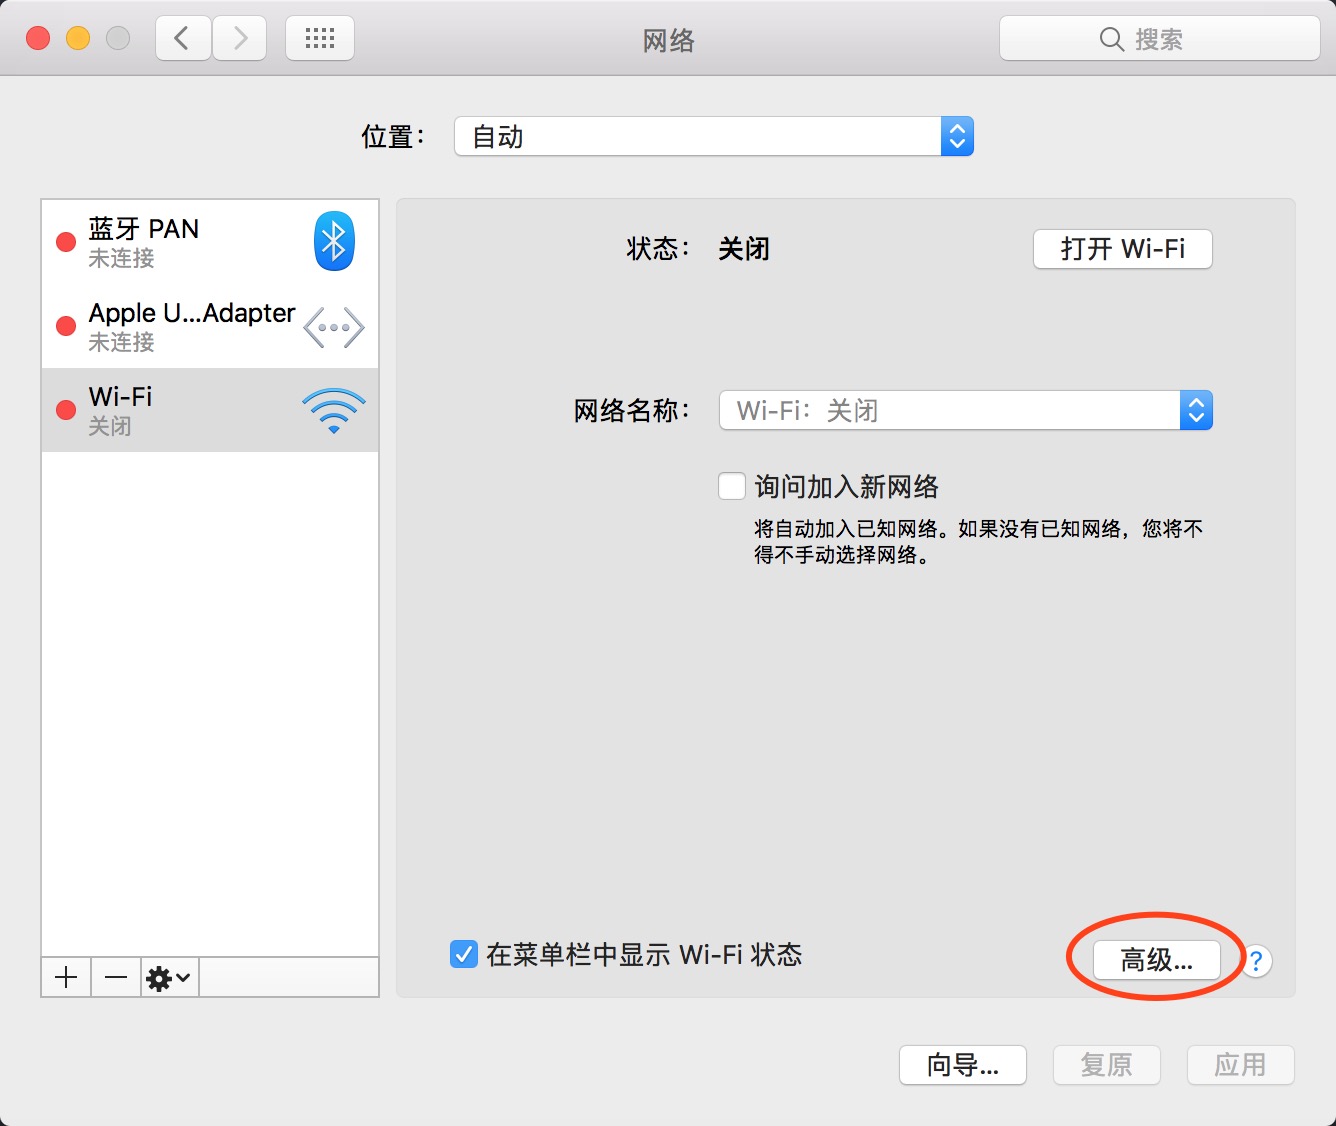 网络
搜索
位置：
自动
蓝牙 PAN
未连接
Apple U...Adapter
未连接
Wi-Fi
关闭
状态：
关闭
打开 Wi-Fi
网络名称：
Wi-Fi：关闭
询问加入新网络
将自动加入已知网络。如果没有已知网络，您将不
得不手动选择网络。
在菜单栏中显示 Wi-Fi 状态
高级...
?
向导...
复原
应用